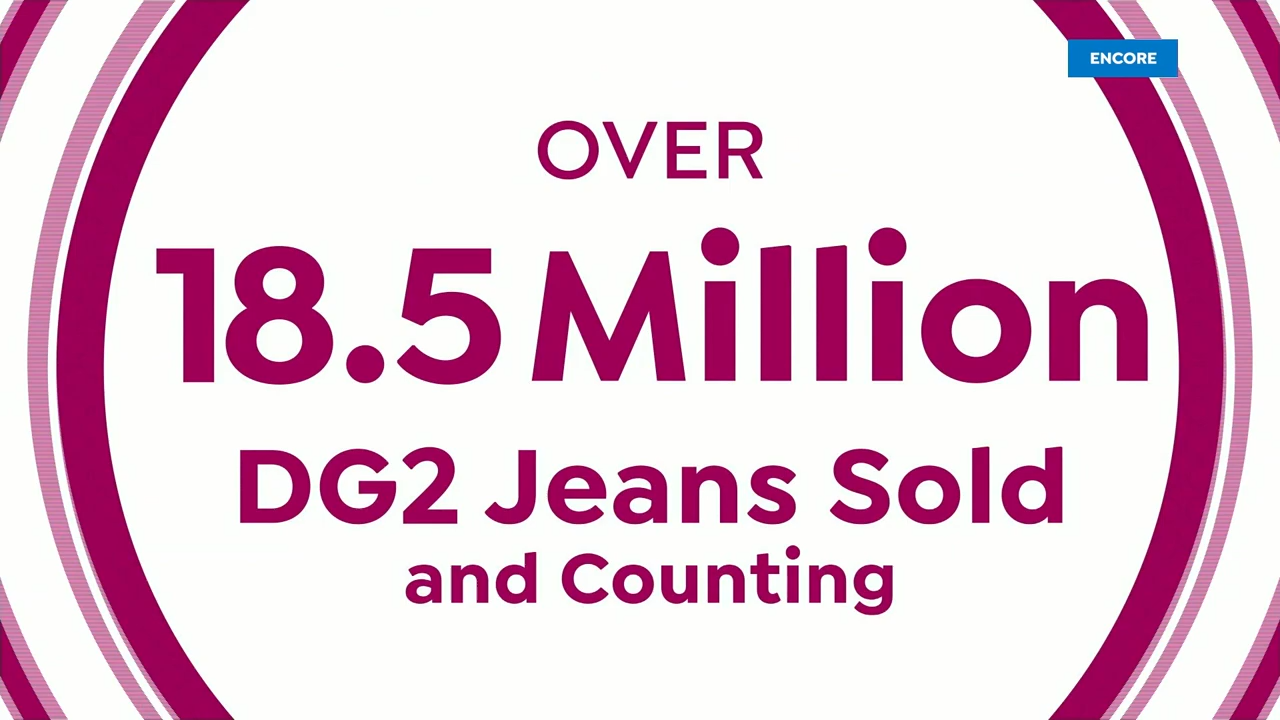 ENCORE
OVER
18.5 Million
DG2 Jeans Sold
and Counting